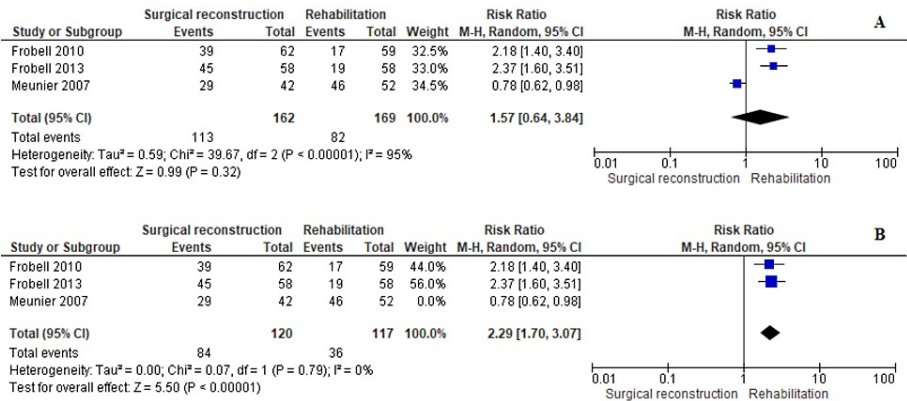 Surgical reconstruction Rehabilitation Risk Ratio Risk Ratio A
Study or Subgroup Events Total Events Total Weight M-H, Random, 95% CI M-H, Random, 95% CI
Frobell 2010 39 62 17 59 32.5% 2.18 [1.40, 3.40]
Frobell 2013 45 58 19 58 33.0% 2.37 [1.60, 3.51]
Meunier 2007 29 42 46 52 34.5% 0.78 [0.62, 0.98]
Total (95% CI) 162 169 100.0% 1.57 [0.64, 3.84]
Total events 113 82
Heterogeneity: Tau² = 0.59; Chi² = 39.67, df = 2 (P < 0.00001); I² = 95%
Test for overall effect: Z = 0.99 (P = 0.32)
0.01 0.1 1 10 100
Surgical reconstruction Rehabilitation
Surgical reconstruction Rehabilitation Risk Ratio Risk Ratio B
Study or Subgroup Events Total Events Total Weight M-H, Random, 95% CI M-H, Random, 95% CI
Frobell 2010 39 62 17 59 44.0% 2.18 [1.40, 3.40]
Frobell 2013 45 58 19 58 56.0% 2.37 [1.60, 3.51]
Meunier 2007 29 42 46 52 0.0% 0.78 [0.62, 0.98]
Total (95% CI) 120 117 100.0% 2.29 [1.70, 3.07]
Total events 84 36
Heterogeneity: Tau² = 0.00; Chi² = 0.07, df = 1 (P = 0.79); I² = 0%
Test for overall effect: Z = 5.50 (P < 0.00001)
0.01 0.1 1 10 100
Surgical reconstruction Rehabilitation